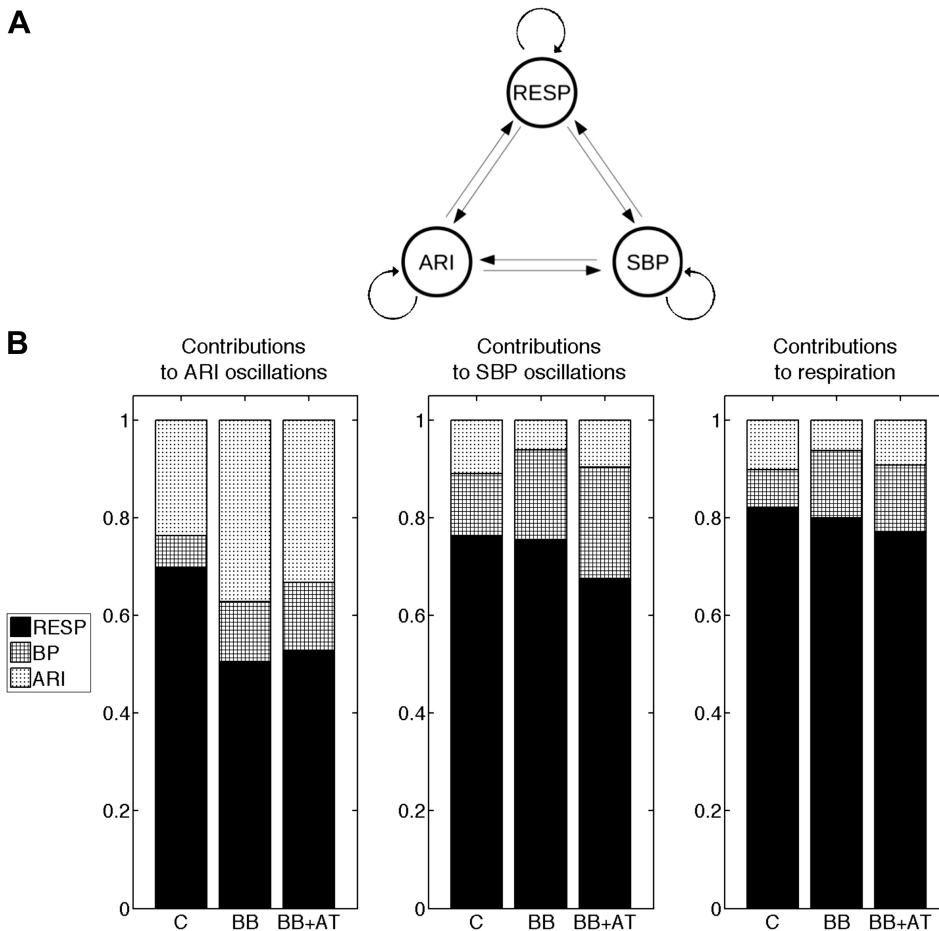 A
RESP
ARI
SBP
B
Contributions
to ARI oscillations
1
0.8
0.6
0.4
0.2
0
C
BB
BB+AT
Contributions
to SBP oscillations
1
0.8
0.6
0.4
0.2
0
C
BB
BB+AT
Contributions
to respiration
1
0.8
0.6
0.4
0.2
0
C
BB
BB+AT
RESP
BP
ARI